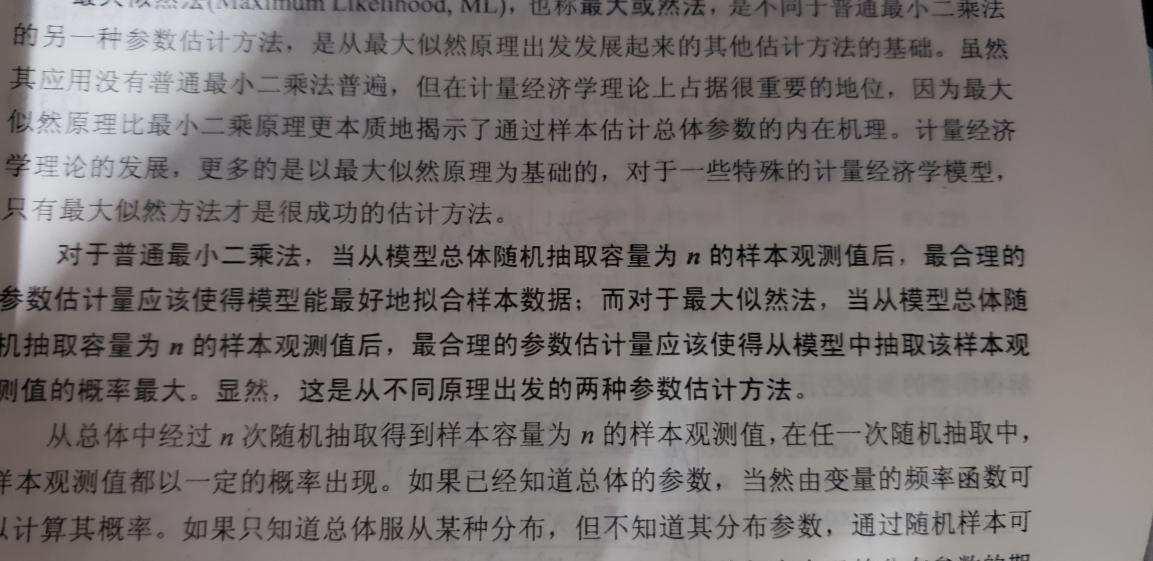 最大似然法(Maximum Likelihood, ML)，也称最大或然法，是不同于普通最小二乘法
的另一种参数估计方法，是从最大似然原理出发发展起来的其他估计方法的基础。虽然
其应用没有普通最小二乘法普遍，但在计量经济学理论上占据很重要的地位，因为最大
似然原理比最小二乘原理更本质地揭示了通过样本估计总体参数的内在机理。计量经济
学理论的发展，更多的是以最大似然原理为基础的，对于一些特殊的计量经济学模型，
只有最大似然方法才是很成功的估计方法。
对于普通最小二乘法，当从模型总体随机抽取容量为 n 的样本观测值后，最合理的
参数估计量应该使得模型能最好地拟合样本数据；而对于最大似然法，当从模型总体随
机抽取容量为 n 的样本观测值后，最合理的参数估计量应该使得从模型中抽取该样本观
测值的概率最大。显然，这是从不同原理出发的两种参数估计方法。
从总体中经过 n 次随机抽取得到样本容量为 n 的样本观测值，在任一次随机抽取中，
样本观测值都以一定的概率出现。如果已经知道总体的参数，当然由变量的频率函数可
以计算其概率。如果只知道总体服从某种分布，但不知道其分布参数，通过随机样本可